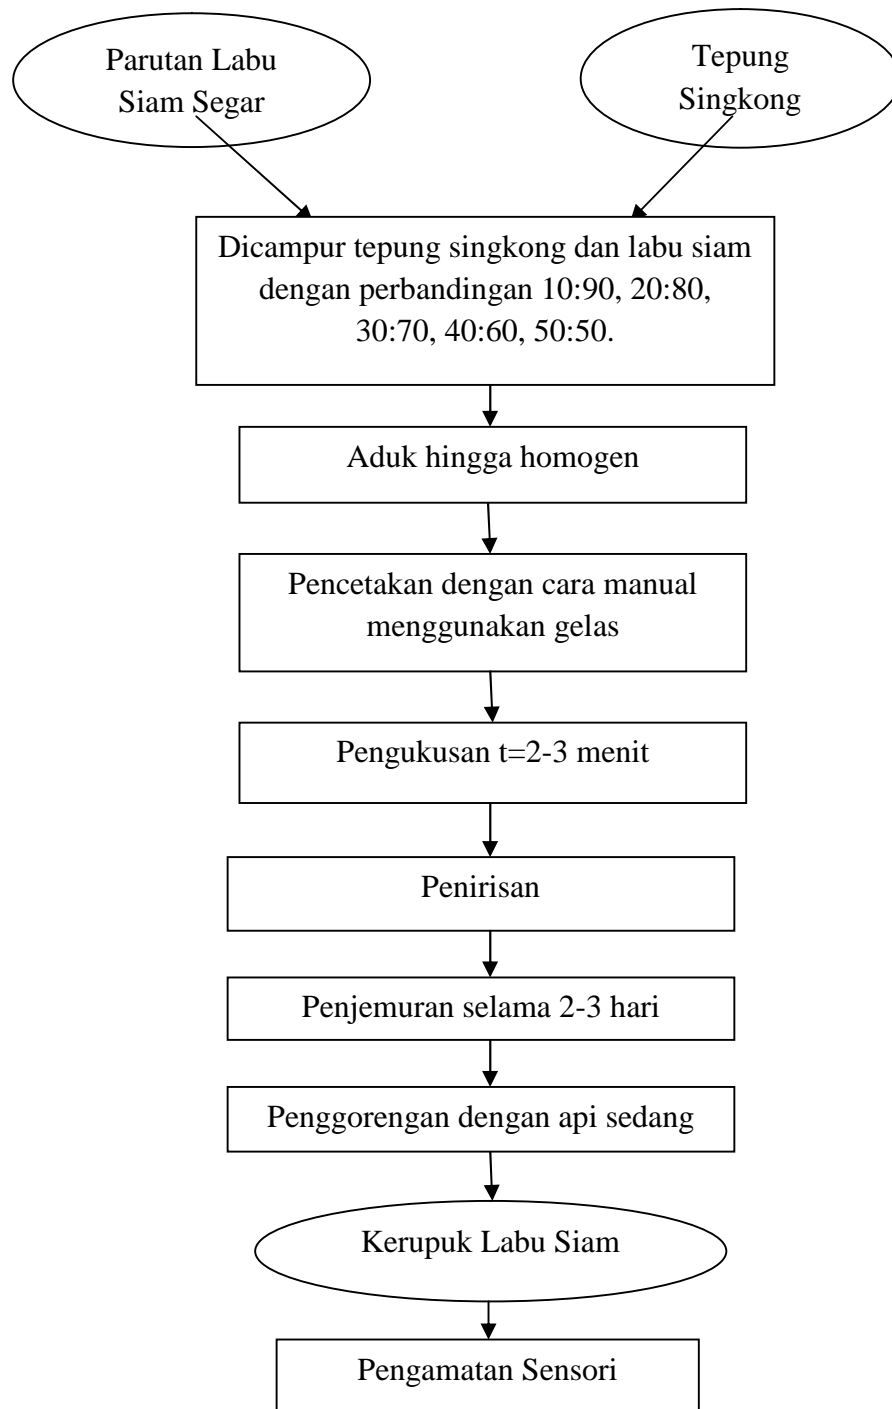 Parutan Labu
Siam Segar
Tepung
Singkong
Dicampur tepung singkong dan labu siam
dengan perbandingan 10:90, 20:80,
30:70, 40:60, 50:50.
Aduk hingga homogen
Pencetakan dengan cara manual
menggunakan gelas
Pengukusan t=2-3 menit
Penirisan
Penjemuran selama 2-3 hari
Penggorengan dengan api sedang
Kerupuk Labu Siam
Pengamatan Sensori